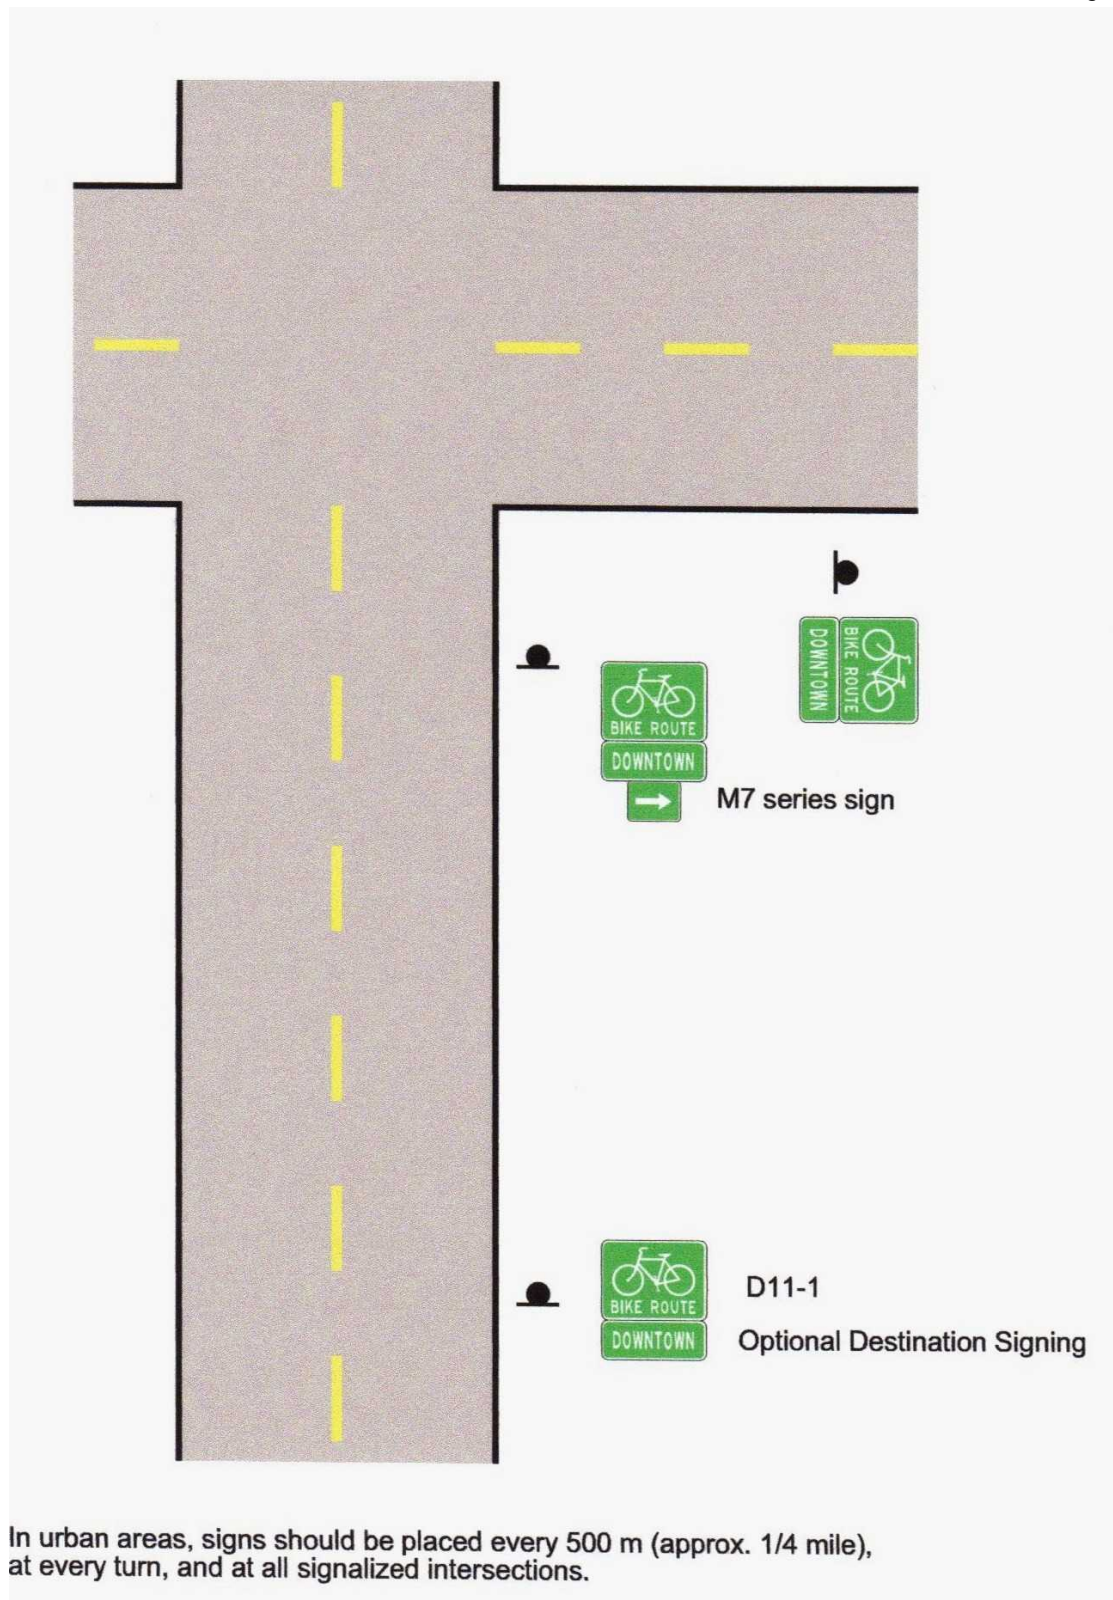 BIKE ROUTE
DOWNTOWN
BIKE ROUTE
DOWNTOWN
M7 series sign
BIKE ROUTE
DOWNTOWN
D11-1
Optional Destination Signing
In urban areas, signs should be placed every 500 m (approx. 1/4 mile),
at every turn, and at all signalized intersections.